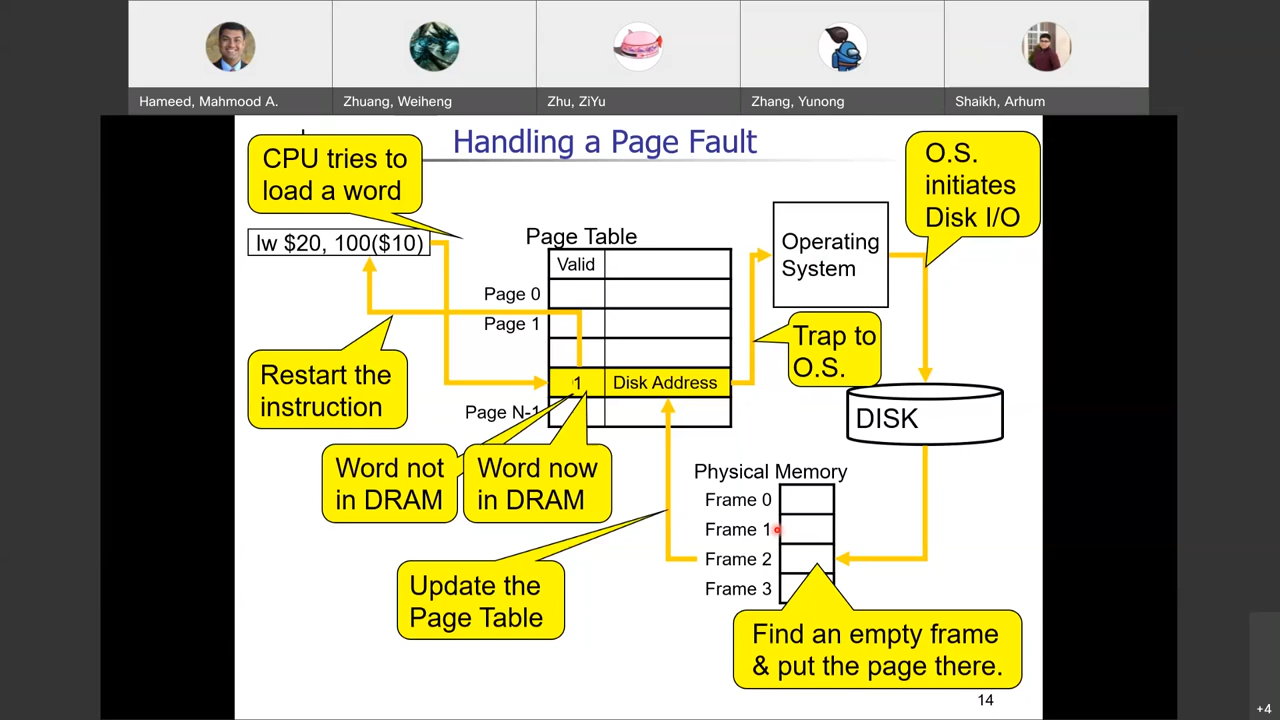 Hameed, Mahmood A.
Zhuang, Weiheng
Zhu, ZiYu
Zhang, Yunong
Shaikh, Arhum
Handling a Page Fault
CPU tries to
load a word
O.S.
initiates
Disk I/O
lw $20, 100($10)
Page Table
Valid
Page 0
Page 1
1
Disk Address
Page N-1
Operating
System
Trap to
O.S.
Restart the
instruction
DISK
Word not
in DRAM
Word now
in DRAM
Physical Memory
Frame 0
Frame 1
Frame 2
Frame 3
Update the
Page Table
Find an empty frame
& put the page there.
14
+4